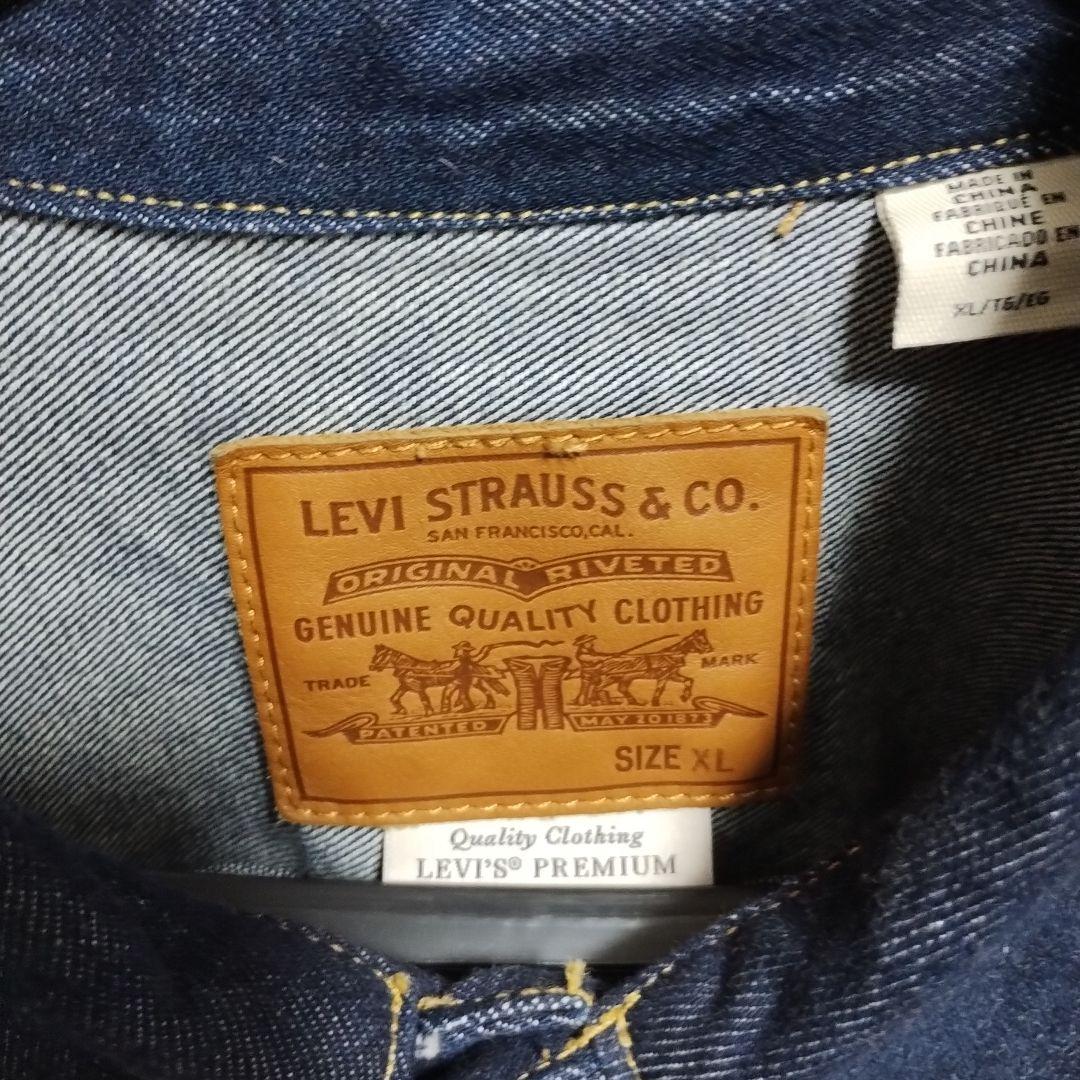 MADE IN
CHINA
FABRIQUÉ EN
CHINE
FABRICADO EN
CHINA
XL/TG/EG
LEVI STRAUSS & CO.
SAN FRANCISCO, CAL.
ORIGINAL RIVETED
GENUINE QUALITY CLOTHING
TRADE MARK
PATENTED MAY 20 1873
SIZE XL
Quality Clothing
LEVI'S® PREMIUM